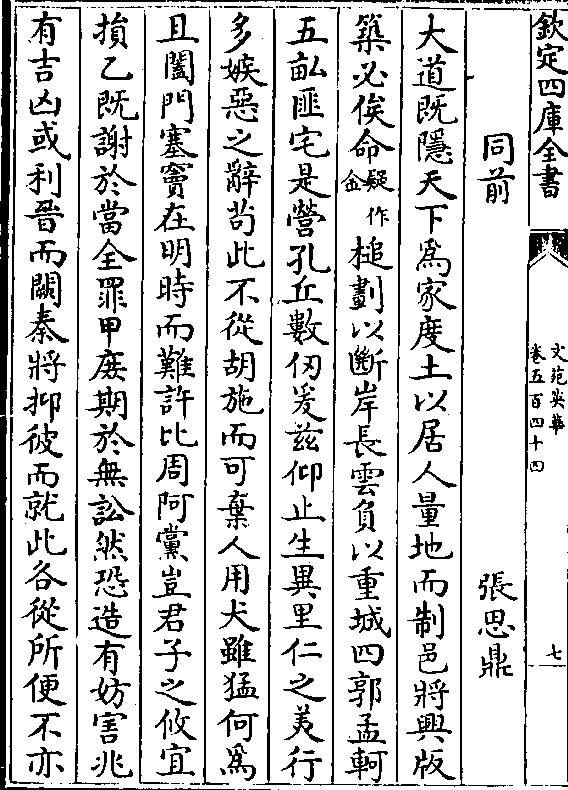 欽定四庫全書
文苑英華
卷五百四十四
七
同前
張思鼎
大道既隱天下為家度土以居人量地而制邑將興版
築必俟命疑作金槌劃以斷岸長雲負以重城四郭孟軻
五畝匪宅是營孔丘數仞爰兹仰止生異里仁之美行
多嫉惡之辭苟此不從胡施而可棄人用犬雖猛何為
且闔門塞竇在明時而難許比周阿黨豈君子之攸宜
損乙既謝於當全罪甲庶期於無訟然恐造有妨害兆
有吉凶或利晉而闕秦將抑彼而就此各從所便不亦